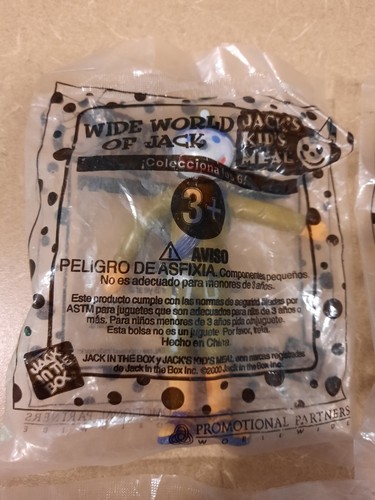 WIDE WORLD
OF JACK
JACK'S
KID'S
MEAL
¡Colecciona los 6!
3+
AVISO
PELIGRO DE ASFIXIA. Componentes pequeños.
No es adecuado para menores de 3 años.
Este producto cumple con las normas de seguridad fijadas por
ASTM para juguetes que son adecuados para niños de 3 años o
más. Para niños menores de 3 años pida otro juguete.
Esta bolsa no es un juguete. Por favor, tírela.
Hecho en China.
JACK IN THE BOX y JACK'S KID'S MEAL son marcas registradas
de Jack in the Box Inc. ©2000 Jack in the Box Inc.
JACK
IN THE
BOX
PROMOTIONAL PARTNERS
WORLDWIDE